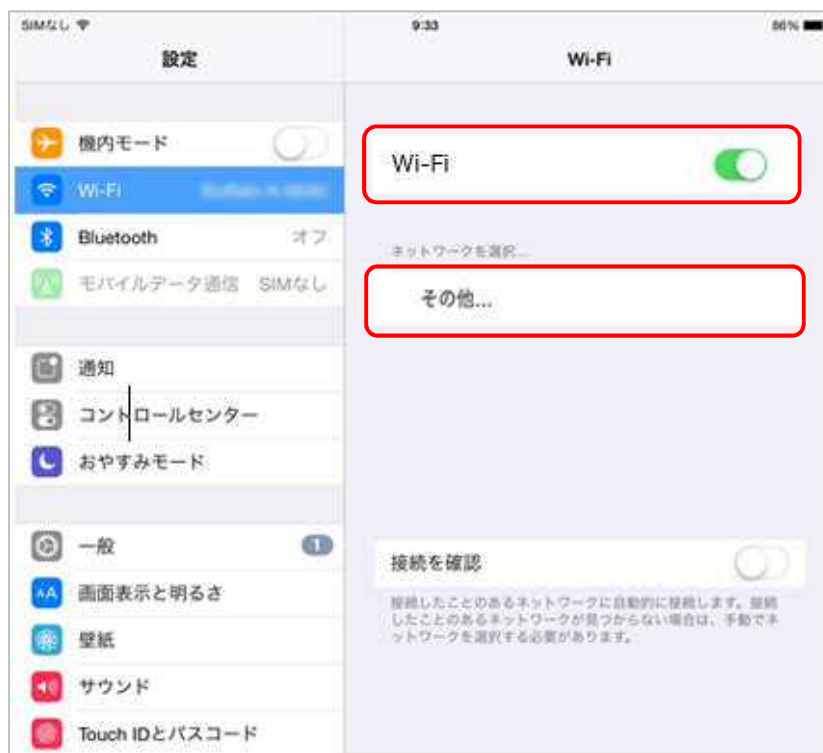 SIMなし 9:33 86%
設定
Wi-Fi
機内モード
Wi-Fi
Bluetooth オフ
モバイルデータ通信 SIMなし
通知
コントロールセンター
おやすみモード
一般 1
画面表示と明るさ
壁紙
サウンド
Touch IDとパスコード
Wi-Fi
ネットワークを選択...
その他...
接続を確認
接続したことのあるネットワークに自動的に接続します。接続
したことのあるネットワークが見つからない場合は、手動でネ
ットワークを選択する必要があります。